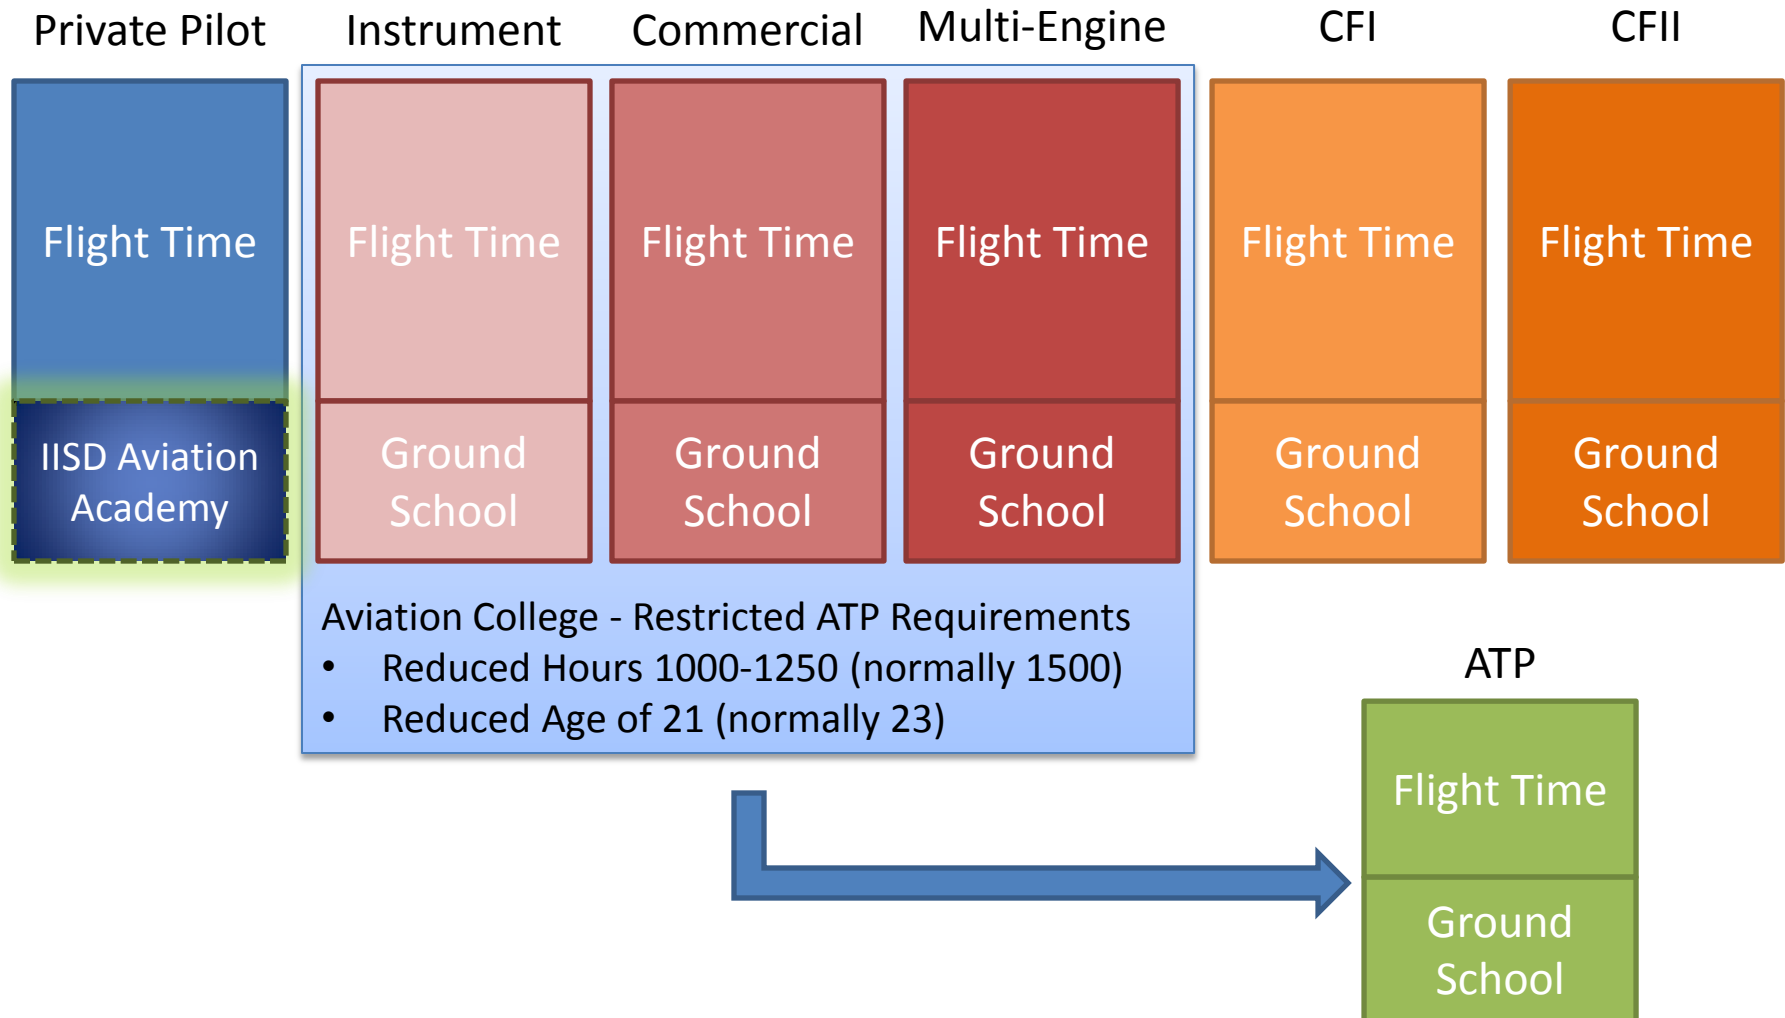 Private Pilot
Instrument
Commercial
Multi-Engine
CFI
CFII
Flight Time
Flight Time
Flight Time
Flight Time
Flight Time
Flight Time
IISD Aviation
Academy
Ground
School
Ground
School
Ground
School
Ground
School
Ground
School
Aviation College - Restricted ATP Requirements
• Reduced Hours 1000-1250 (normally 1500)
• Reduced Age of 21 (normally 23)
ATP
Flight Time
Ground
School